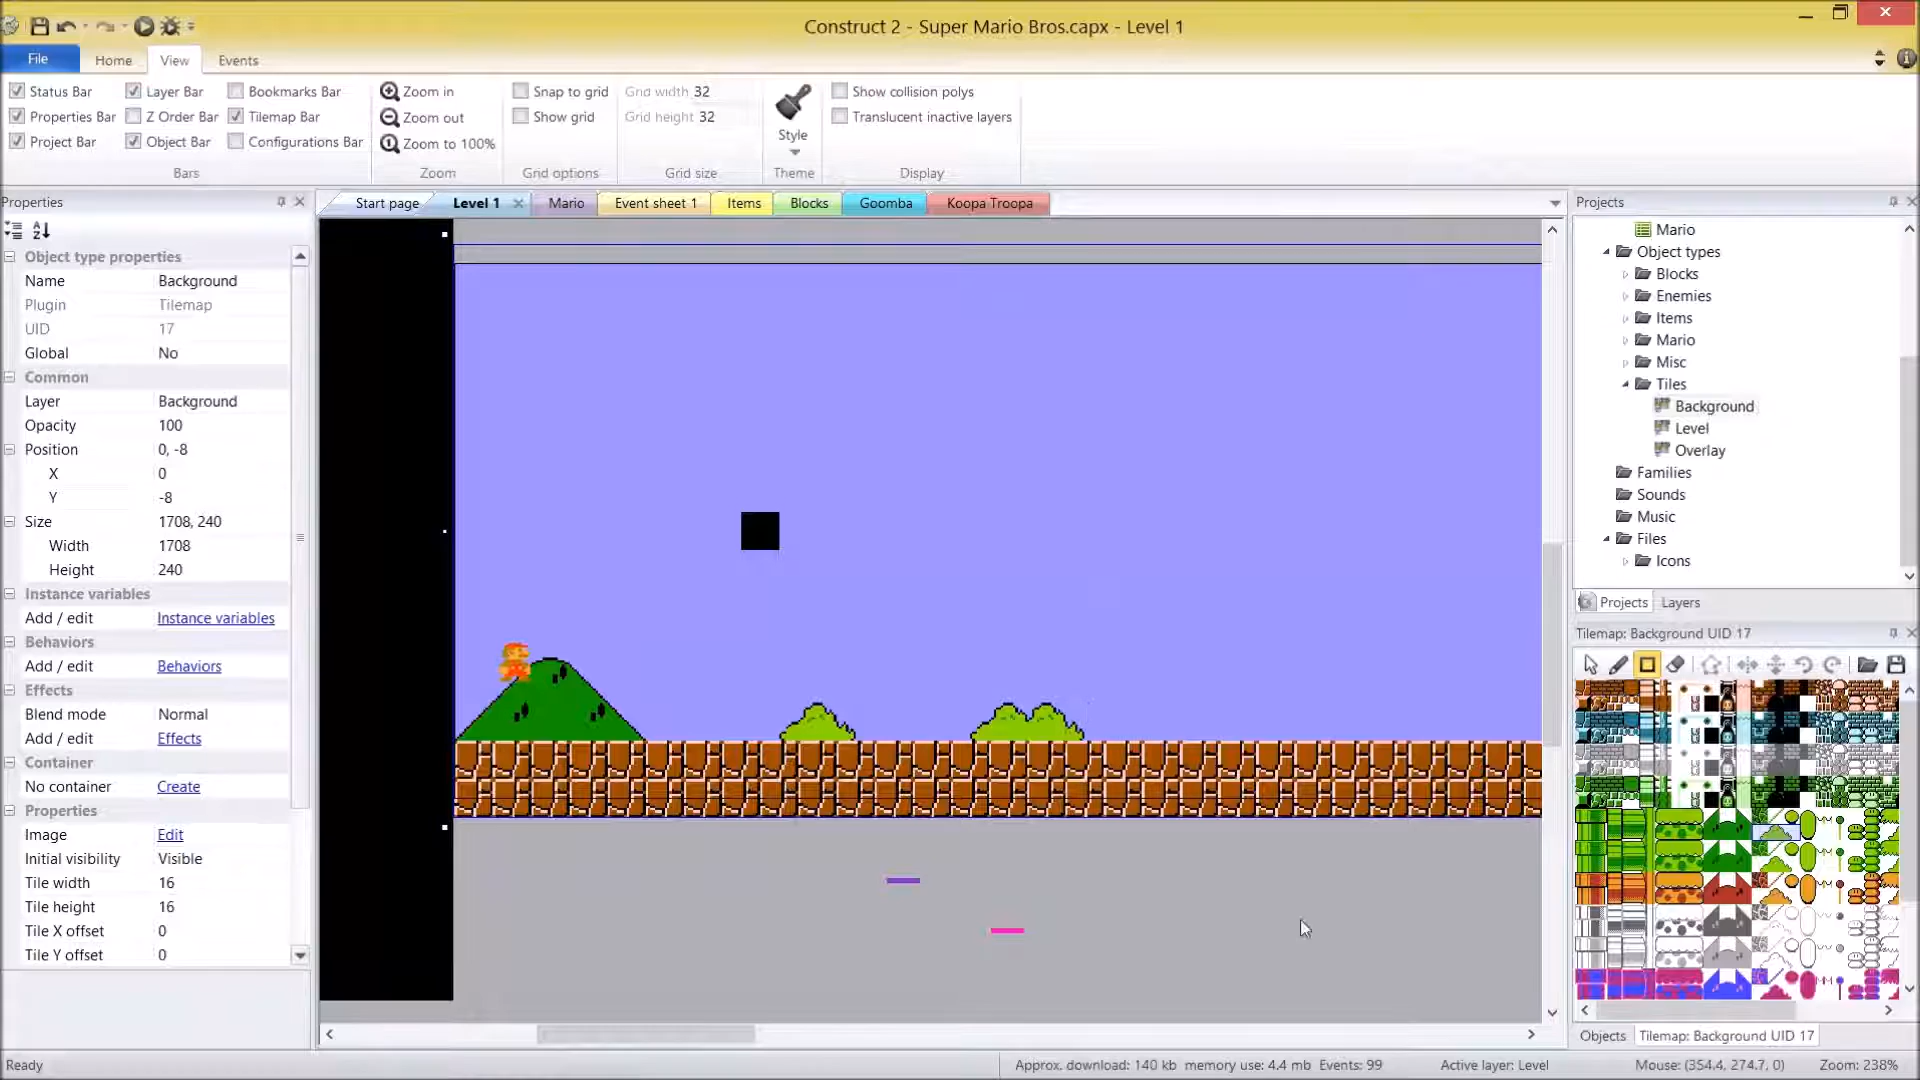 Construct 2 - Super Mario Bros.capx - Level 1
File Home View Events
Status Bar Layer Bar Bookmarks Bar Zoom in Snap to grid Grid width 32 Show collision polys
Properties Bar Z Order Bar Tilemap Bar Zoom out Show grid Grid height 32 Translucent inactive layers
Project Bar Object Bar Configurations Bar Zoom to 100% Style
Bars Zoom Grid options Grid size Theme Display
Properties
Object type properties
Name Background
Plugin Tilemap
UID 17
Global No
Common
Layer Background
Opacity 100
Position 0, -8
X 0
Y -8
Size 1708, 240
Width 1708
Height 240
Instance variables
Add / edit Instance variables
Behaviors
Add / edit Behaviors
Effects
Blend mode Normal
Add / edit Effects
Container
No container Create
Properties
Image Edit
Initial visibility Visible
Tile width 16
Tile height 16
Tile X offset 0
Tile Y offset 0
Start page Level 1 Mario Event sheet 1 Items Blocks Goomba Koopa Troopa
Projects
Mario
Object types
Blocks
Enemies
Items
Mario
Misc
Tiles
Background
Level
Overlay
Families
Sounds
Music
Files
Icons
Projects Layers
Tilemap: Background UID 17
Objects Tilemap: Background UID 17
Ready Approx. download: 140 kb memory use: 4.4 mb Events: 99 Active layer: Level Mouse: (354.4, 274.7, 0) Zoom: 238%